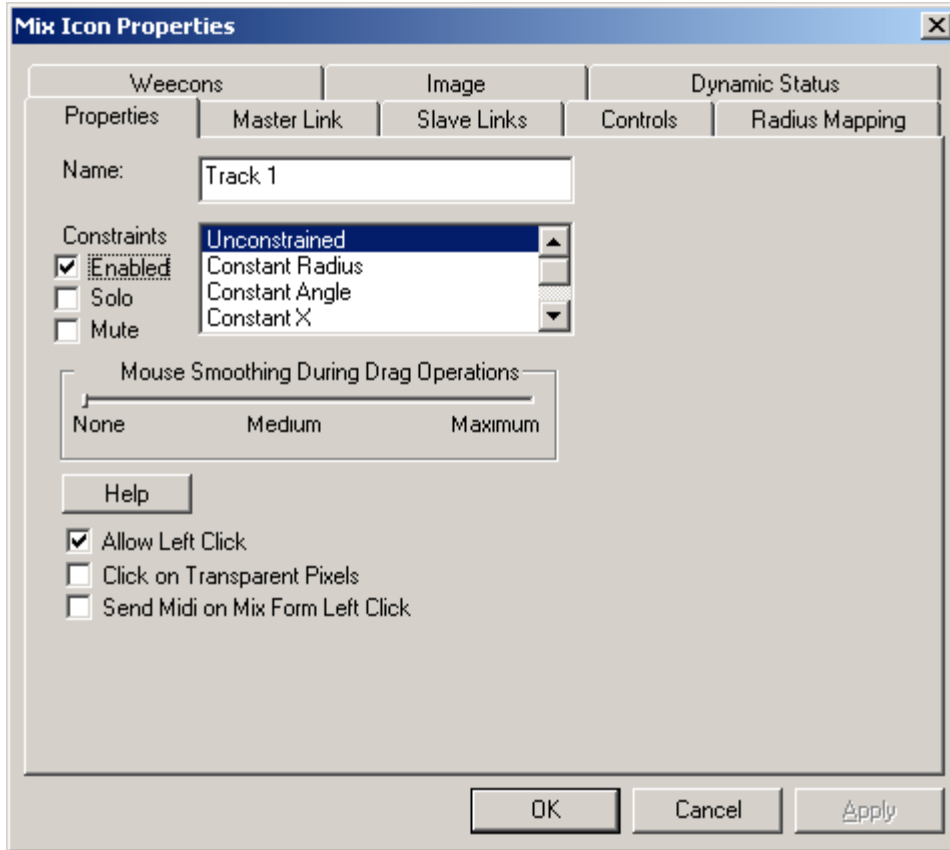 Mix Icon Properties
Weecons Image Dynamic Status
Properties Master Link Slave Links Controls Radius Mapping
Name: Track 1
Constraints Unconstrained
Enabled Constant Radius
Solo Constant Angle
Mute Constant X
Mouse Smoothing During Drag Operations
None Medium Maximum
Help
Allow Left Click
Click on Transparent Pixels
Send Midi on Mix Form Left Click
OK Cancel Apply